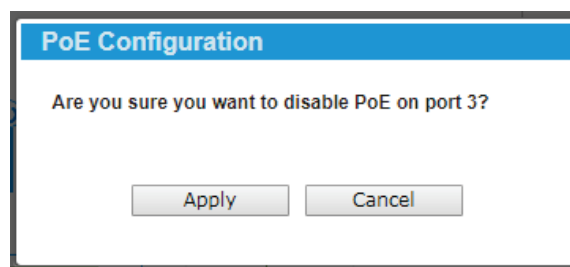 PoE Configuration
Are you sure you want to disable PoE on port 3?
Apply Cancel